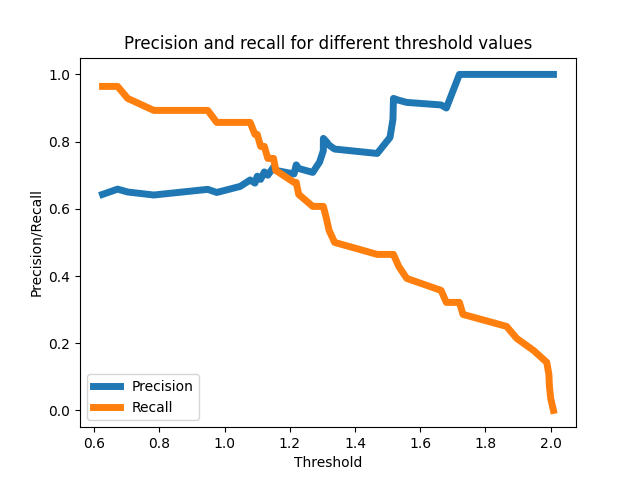 Precision and recall for different threshold values
Precision/Recall
1.0
0.8
0.6
0.4
0.2
0.0
Precision
Recall
0.6 0.8 1.0 1.2 1.4 1.6 1.8 2.0
Threshold